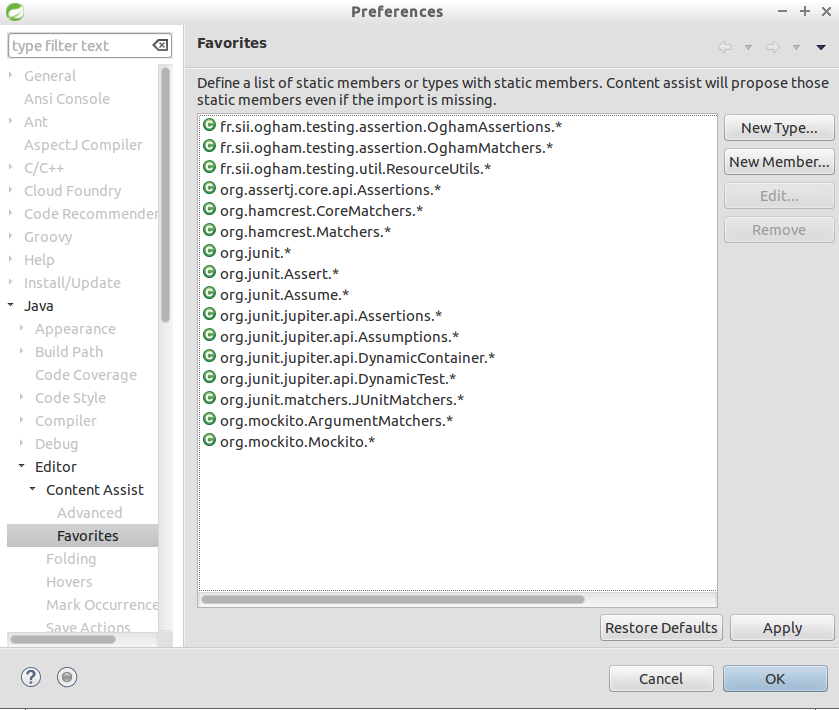 Preferences
type filter text
General
Ansi Console
Ant
AspectJ Compiler
C/C++
Cloud Foundry
Code Recommender
Groovy
Help
Install/Update
Java
Appearance
Build Path
Code Coverage
Code Style
Compiler
Debug
Editor
Content Assist
Advanced
Favorites
Folding
Hovers
Mark Occurrence
Save Actions
Favorites
Define a list of static members or types with static members. Content assist will propose those
static members even if the import is missing.
fr.sii.ogham.testing.assertion.OghamAssertions.*
fr.sii.ogham.testing.assertion.OghamMatchers.*
fr.sii.ogham.testing.util.ResourceUtils.*
org.assertj.core.api.Assertions.*
org.hamcrest.CoreMatchers.*
org.hamcrest.Matchers.*
org.junit.*
org.junit.Assert.*
org.junit.Assume.*
org.junit.jupiter.api.Assertions.*
org.junit.jupiter.api.Assumptions.*
org.junit.jupiter.api.DynamicContainer.*
org.junit.jupiter.api.DynamicTest.*
org.junit.matchers.JUnitMatchers.*
org.mockito.ArgumentMatchers.*
org.mockito.Mockito.*
New Type...
New Member...
Edit...
Remove
Restore Defaults
Apply
Cancel
OK